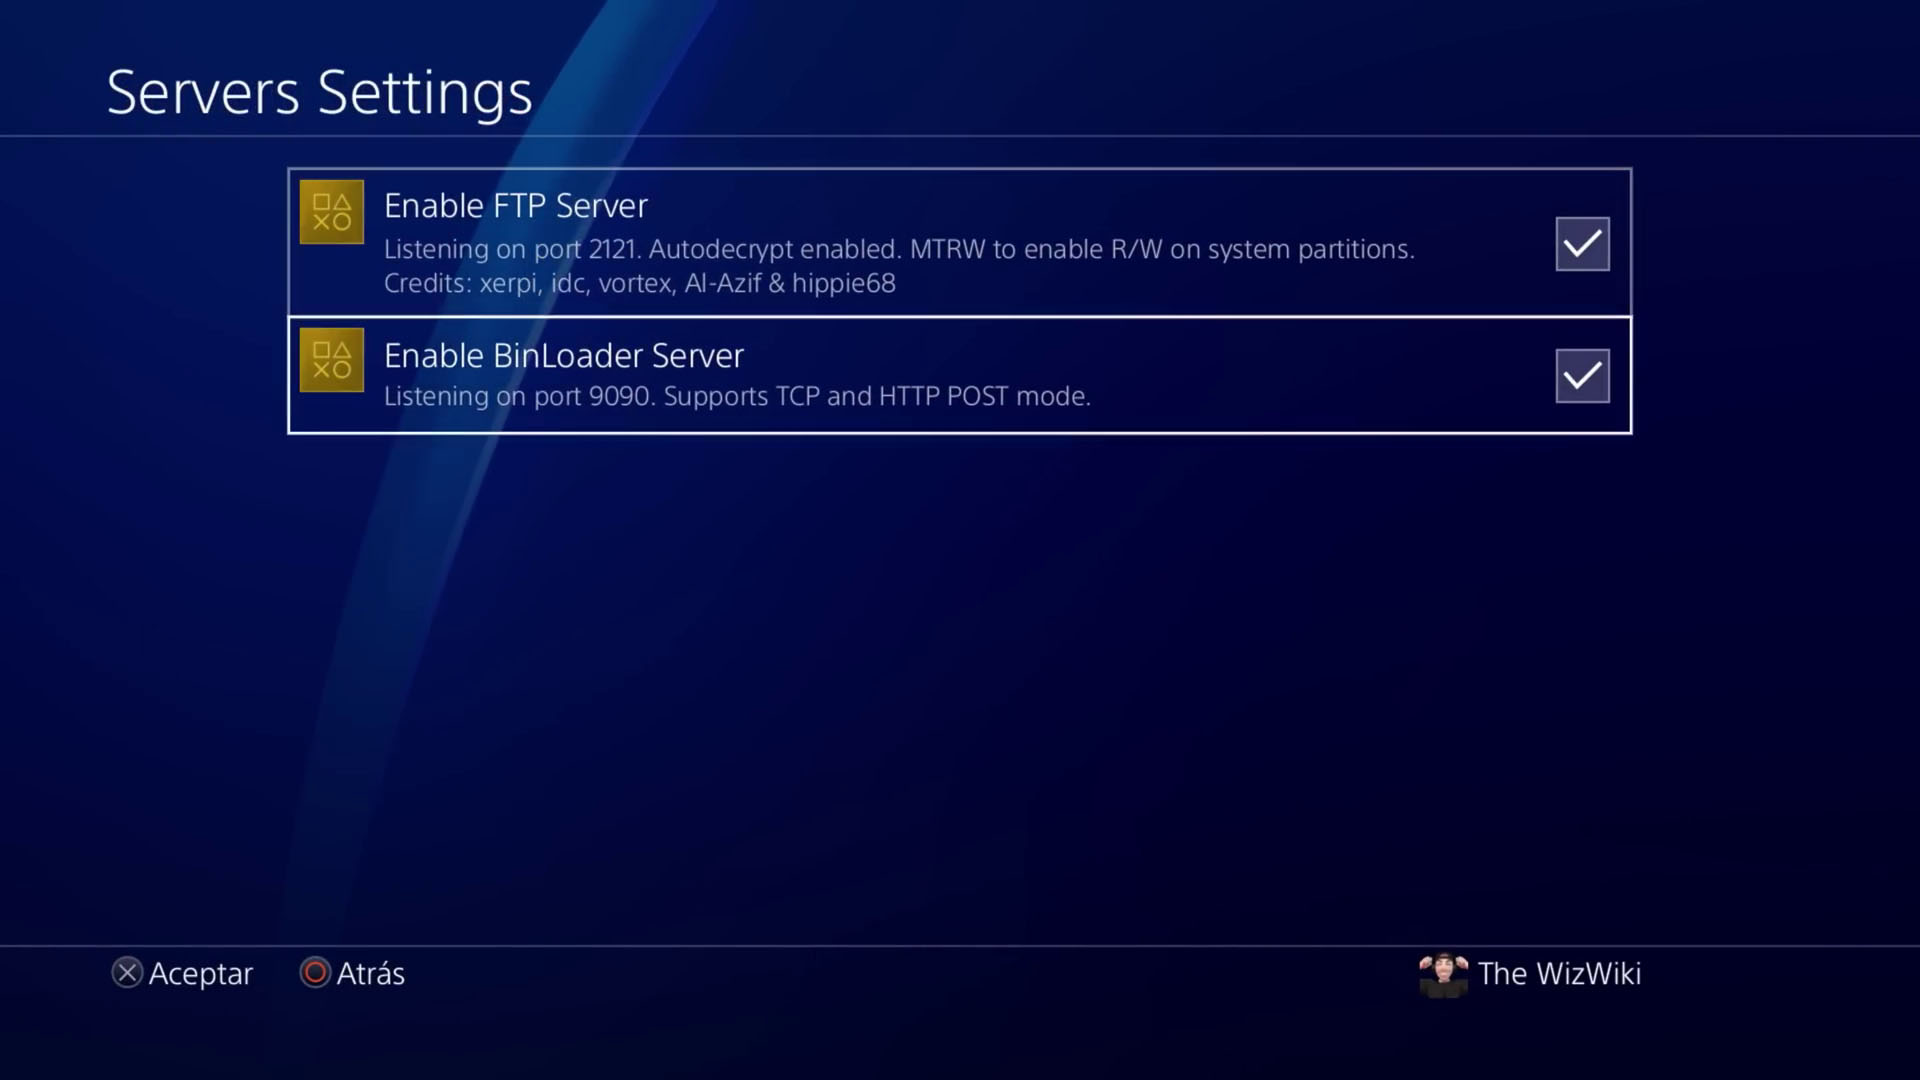 Servers Settings
Enable FTP Server
Listening on port 2121. Autodecrypt enabled. MTRW to enable R/W on system partitions.
Credits: xerpi, idc, vortex, Al-Azif & hippie68
Enable BinLoader Server
Listening on port 9090. Supports TCP and HTTP POST mode.
Aceptar
Atrás
The WizWiki